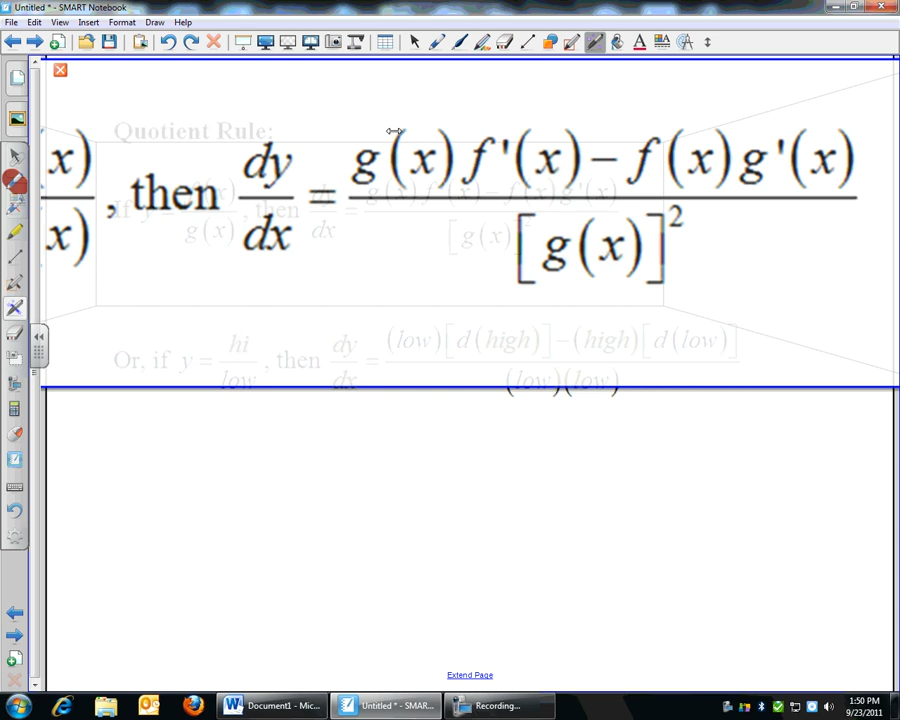 Untitled * - SMART Notebook
File Edit View Insert Format Draw Help
Quotient Rule:
x) / x) , then dy/dx = g(x) f '(x) − f(x) g '(x) / [g(x)]^2
If y = f(x) / g(x) , then dy/dx = g(x) f '(x) − f(x) g '(x) / [g(x)]^2
Or, if y = hi / low , then dy/dx = (low)[d(high)] − (high)[d(low)] / (low)(low)
Extend Page
Document1 - Mic...
Untitled * - SMAR...
Recording...
1:50 PM
9/23/2011